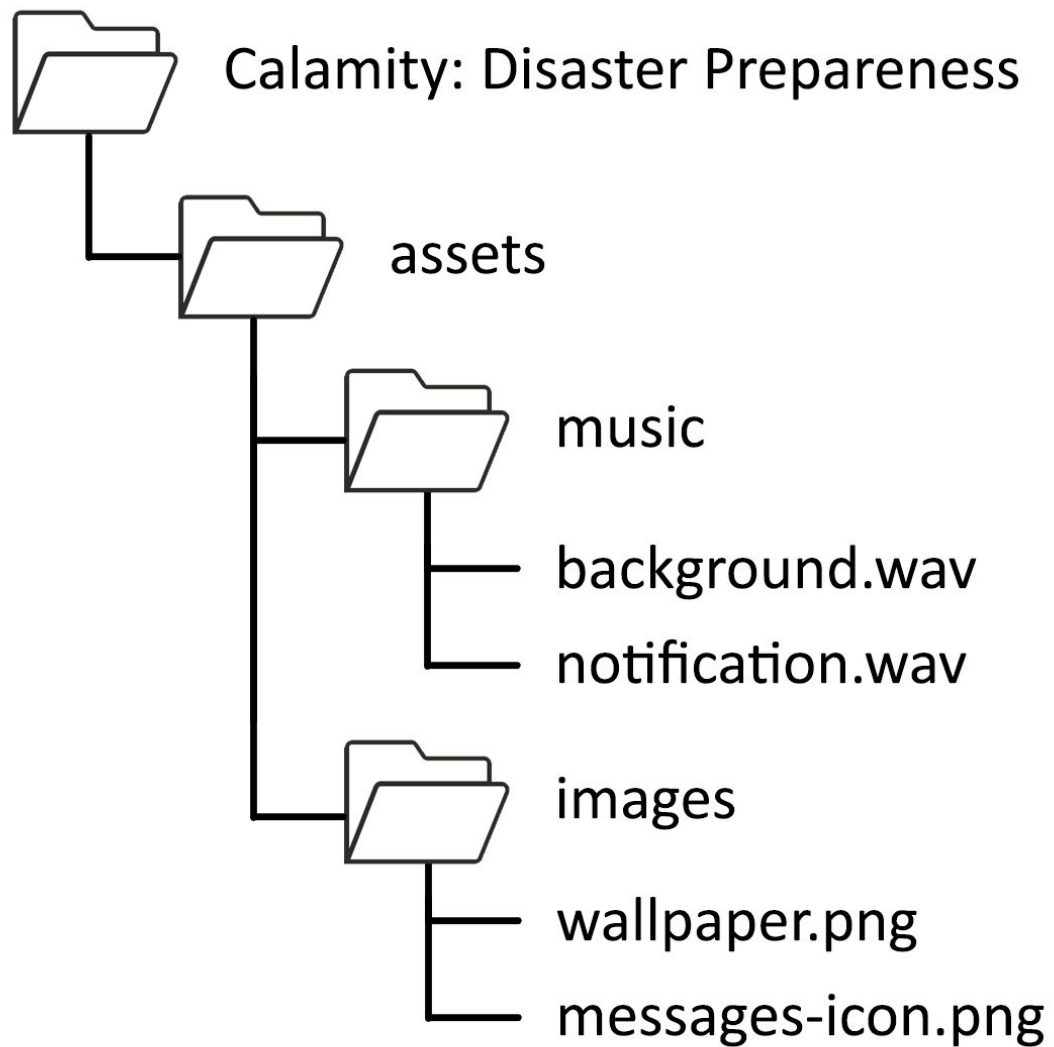 Calamity: Disaster Prepareness
assets
music
background.wav
notification.wav
images
wallpaper.png
messages-icon.png